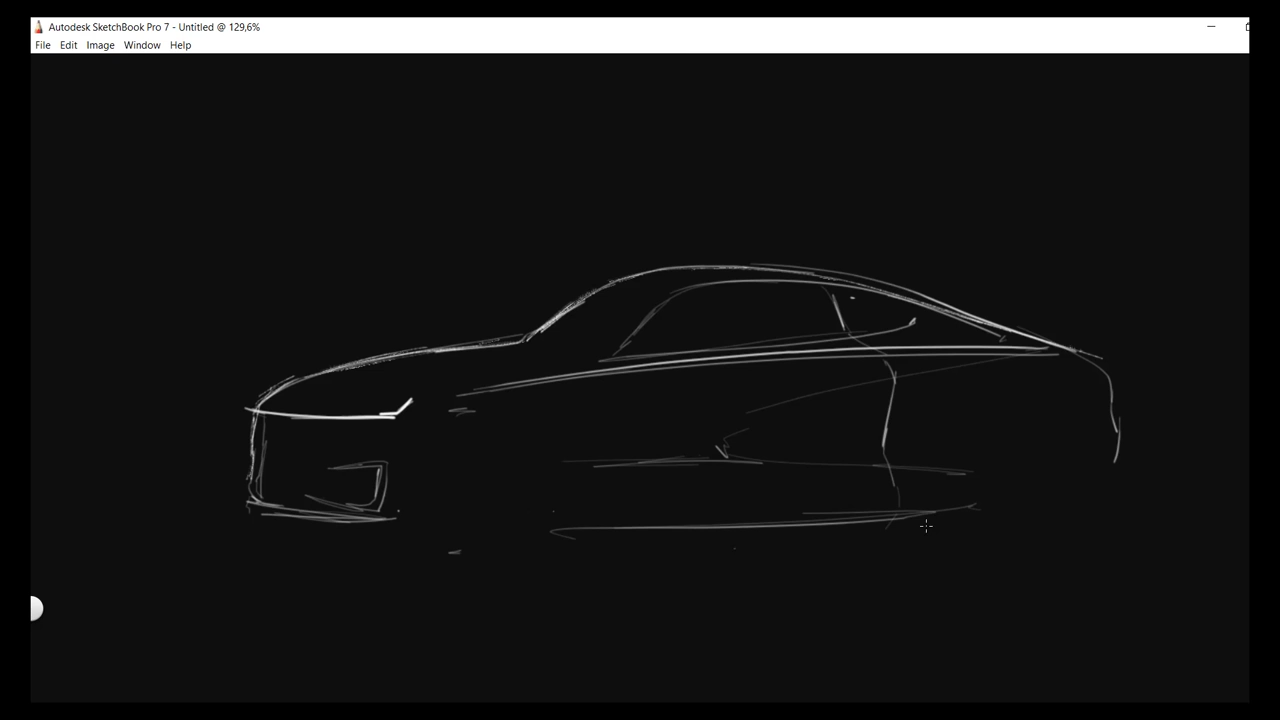 Autodesk SketchBook Pro 7 - Untitled @ 129,6%
File Edit Image Window Help